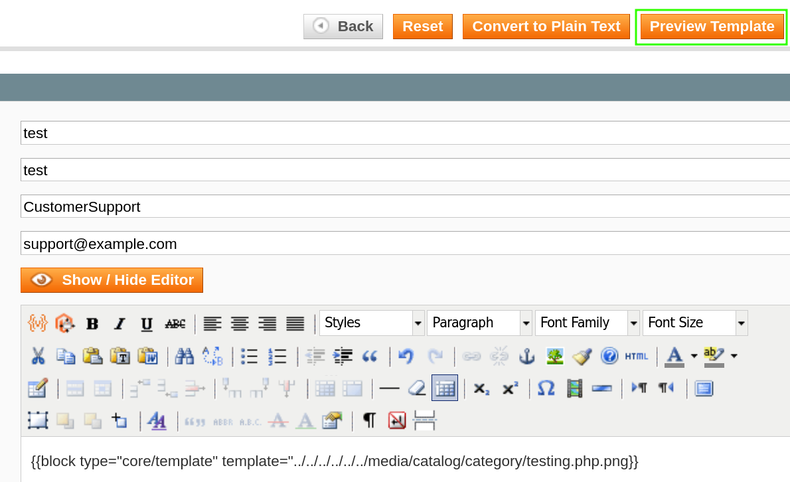 Back Reset Convert to Plain Text Preview Template
test
test
CustomerSupport
support@example.com
Show / Hide Editor
B I U ABC Styles Paragraph Font Family Font Size
HTML A ab
T W
{{block type="core/template" template="../../../../../../media/catalog/category/testing.php.png}}